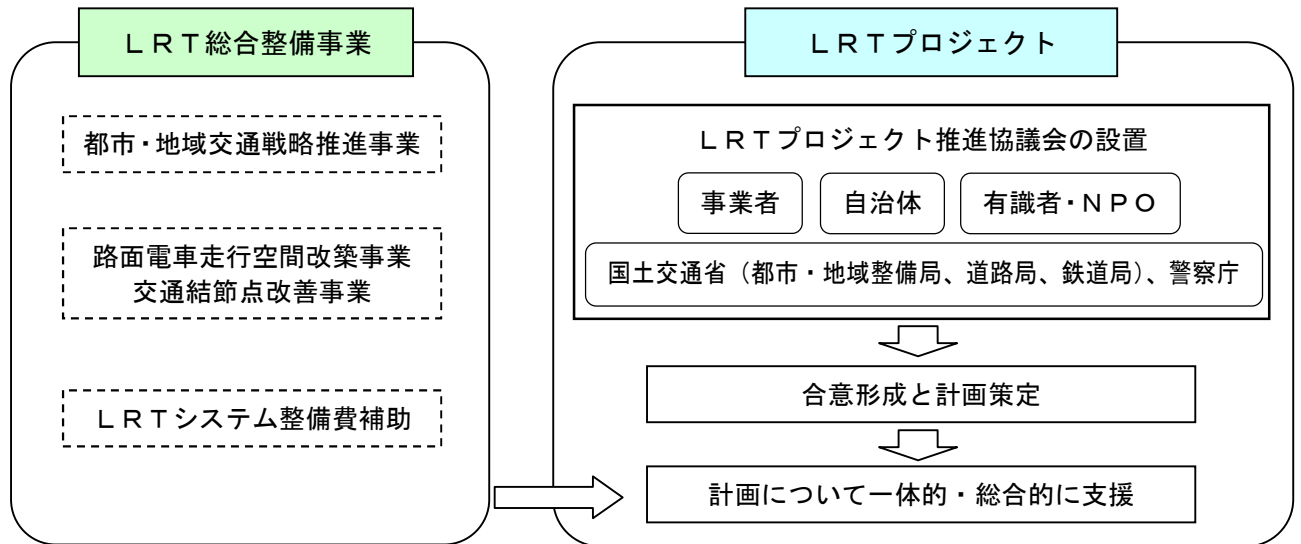 ＬＲＴ総合整備事業
都市・地域交通戦略推進事業
路面電車走行空間改築事業
交通結節点改善事業
ＬＲＴシステム整備費補助
ＬＲＴプロジェクト
ＬＲＴプロジェクト推進協議会の設置
事業者
自治体
有識者・ＮＰＯ
国土交通省（都市・地域整備局、道路局、鉄道局）、警察庁
合意形成と計画策定
計画について一体的・総合的に支援